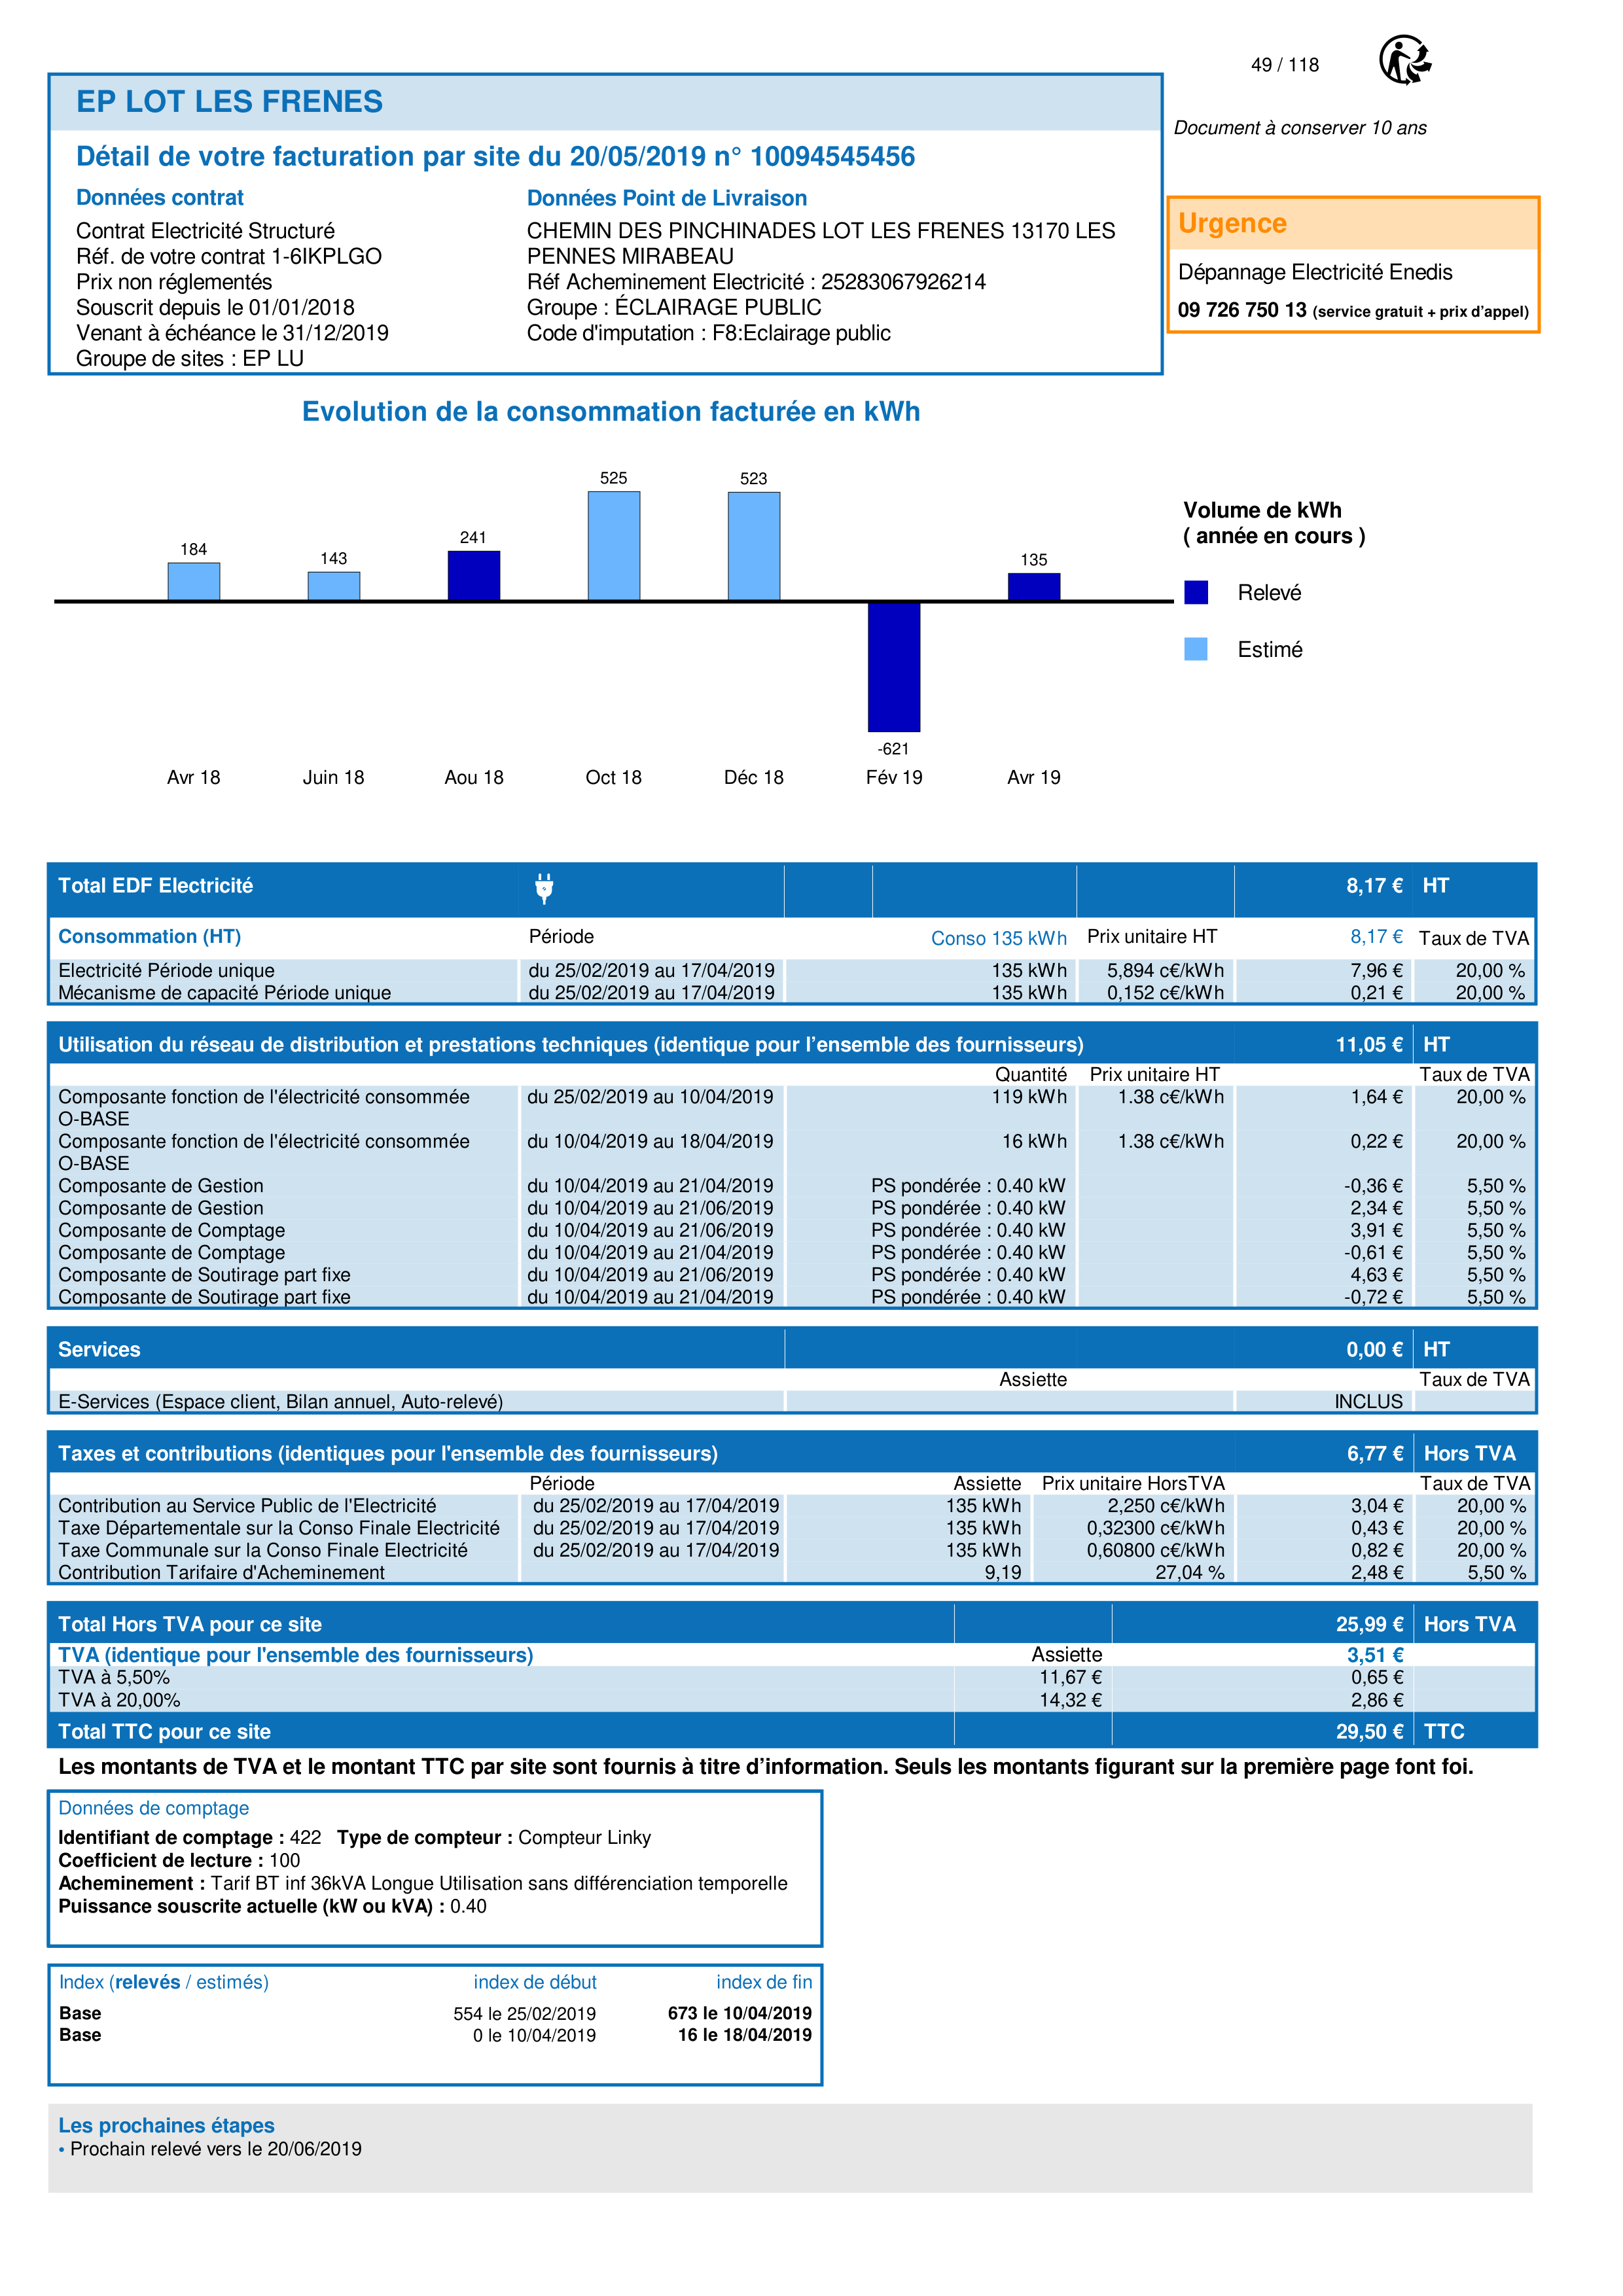 49 / 118
EP LOT LES FRENES
Document à conserver 10 ans
Détail de votre facturation par site du 20/05/2019 n° 10094545456
Données contrat
Contrat Electricité Structuré
Réf. de votre contrat 1-6IKPLGO
Prix non réglementés
Souscrit depuis le 01/01/2018
Venant à échéance le 31/12/2019
Groupe de sites : EP LU
Données Point de Livraison
CHEMIN DES PINCHINADES LOT LES FRENES 13170 LES
PENNES MIRABEAU
Réf Acheminement Electricité : 25283067926214
Groupe : ÉCLAIRAGE PUBLIC
Code d'imputation : F8:Eclairage public
Urgence
Dépannage Electricité Enedis
09 726 750 13 (service gratuit + prix d’appel)
Evolution de la consommation facturée en kWh
184 143 241 525 523 -621 135
Avr 18 Juin 18 Aou 18 Oct 18 Déc 18 Fév 19 Avr 19
Volume de kWh
( année en cours )
Relevé
Estimé
Total EDF Electricité 8,17 € HT
Consommation (HT) Période Conso 135 kWh Prix unitaire HT 8,17 € Taux de TVA
Electricité Période unique du 25/02/2019 au 17/04/2019 135 kWh 5,894 c€/kWh 7,96 € 20,00 %
Mécanisme de capacité Période unique du 25/02/2019 au 17/04/2019 135 kWh 0,152 c€/kWh 0,21 € 20,00 %
Utilisation du réseau de distribution et prestations techniques (identique pour l’ensemble des fournisseurs) 11,05 € HT
Quantité Prix unitaire HT Taux de TVA
Composante fonction de l'électricité consommée du 25/02/2019 au 10/04/2019 119 kWh 1.38 c€/kWh 1,64 € 20,00 %
O-BASE
Composante fonction de l'électricité consommée du 10/04/2019 au 18/04/2019 16 kWh 1.38 c€/kWh 0,22 € 20,00 %
O-BASE
Composante de Gestion du 10/04/2019 au 21/04/2019 PS pondérée : 0.40 kW -0,36 € 5,50 %
Composante de Gestion du 10/04/2019 au 21/06/2019 PS pondérée : 0.40 kW 2,34 € 5,50 %
Composante de Comptage du 10/04/2019 au 21/06/2019 PS pondérée : 0.40 kW 3,91 € 5,50 %
Composante de Comptage du 10/04/2019 au 21/04/2019 PS pondérée : 0.40 kW -0,61 € 5,50 %
Composante de Soutirage part fixe du 10/04/2019 au 21/06/2019 PS pondérée : 0.40 kW 4,63 € 5,50 %
Composante de Soutirage part fixe du 10/04/2019 au 21/04/2019 PS pondérée : 0.40 kW -0,72 € 5,50 %
Services 0,00 € HT
Assiette Taux de TVA
E-Services (Espace client, Bilan annuel, Auto-relevé) INCLUS
Taxes et contributions (identiques pour l'ensemble des fournisseurs) 6,77 € Hors TVA
Période Assiette Prix unitaire HorsTVA Taux de TVA
Contribution au Service Public de l'Electricité du 25/02/2019 au 17/04/2019 135 kWh 2,250 c€/kWh 3,04 € 20,00 %
Taxe Départementale sur la Conso Finale Electricité du 25/02/2019 au 17/04/2019 135 kWh 0,32300 c€/kWh 0,43 € 20,00 %
Taxe Communale sur la Conso Finale Electricité du 25/02/2019 au 17/04/2019 135 kWh 0,60800 c€/kWh 0,82 € 20,00 %
Contribution Tarifaire d'Acheminement 9,19 27,04 % 2,48 € 5,50 %
Total Hors TVA pour ce site 25,99 € Hors TVA
TVA (identique pour l'ensemble des fournisseurs) Assiette 3,51 €
TVA à 5,50% 11,67 € 0,65 €
TVA à 20,00% 14,32 € 2,86 €
Total TTC pour ce site 29,50 € TTC
Les montants de TVA et le montant TTC par site sont fournis à titre d’information. Seuls les montants figurant sur la première page font foi.
Données de comptage
Identifiant de comptage : 422 Type de compteur : Compteur Linky
Coefficient de lecture : 100
Acheminement : Tarif BT inf 36kVA Longue Utilisation sans différenciation temporelle
Puissance souscrite actuelle (kW ou kVA) : 0.40
Index (relevés / estimés) index de début index de fin
Base 554 le 25/02/2019 673 le 10/04/2019
Base 0 le 10/04/2019 16 le 18/04/2019
Les prochaines étapes
• Prochain relevé vers le 20/06/2019